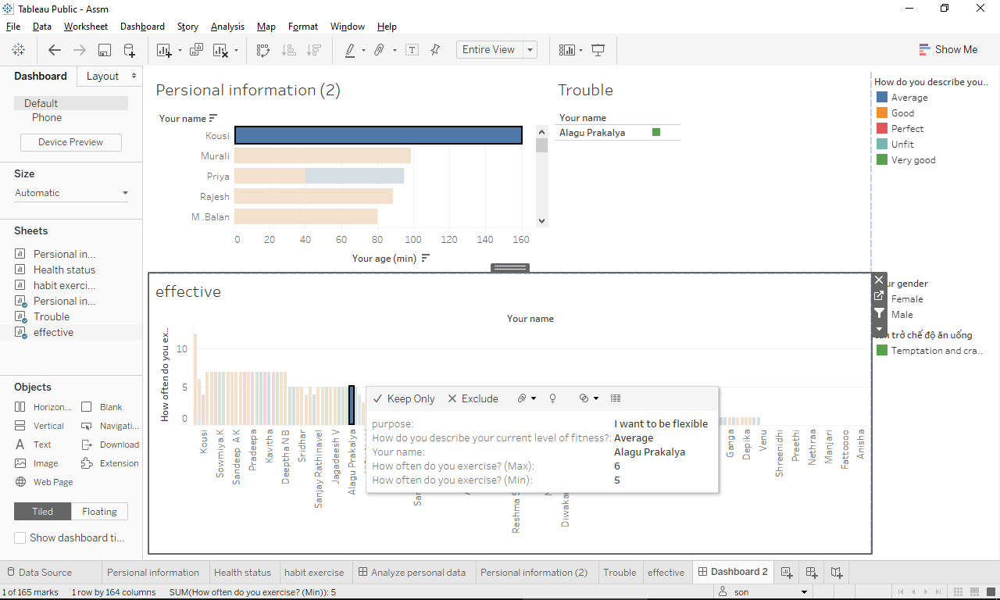 Tableau Public - Assm
File Data Worksheet Dashboard Story Analysis Map Format Window Help
Entire View
Show Me
Dashboard Layout
Default
Phone
Device Preview
Size
Automatic
Sheets
Persional in...
Health status
habit exerci...
Persional in...
Trouble
effective
Objects
Horizon... Blank
Vertical Navigati...
Text Download
Image Extension
Web Page
Tiled Floating
Show dashboard ti...
Persional information (2)
Your name
Kousi
Murali
Priya
Rajesh
M .Balan
0 20 40 60 80 100 120 140 160
Your age (min)
Trouble
Your name
Alagu Prakalya
How do you describe you..
Average
Good
Perfect
Unfit
Very good
effective
Your name
How often do you ex..
10
5
0
Kousi
Sowmiya.K
Sandeep A K
Pradeepa
Kavitha
Deeptha N B
Sridhar
Sanjay Rathinavel
Jagadeesh V
Alagu Prakalya
Reshma S
Diwakar
Ganga
Depika
Venu
Shreenidhi
Preethi
Nethraa
Manjari
Fattoooo
Anisha
Keep Only Exclude
purpose: I want to be flexible
How do you describe your current level of fitness?: Average
Your name: Alagu Prakalya
How often do you exercise? (Max): 6
How often do you exercise? (Min): 5
ur gender
Female
Male
trở chế độ ăn uống
Temptation and cra..
Data Source Persional information Health status habit exercise Analyze personal data Persional information (2) Trouble effective Dashboard 2
1 of 165 marks 1 row by 164 columns SUM(How often do you exercise? (Min)): 5 son